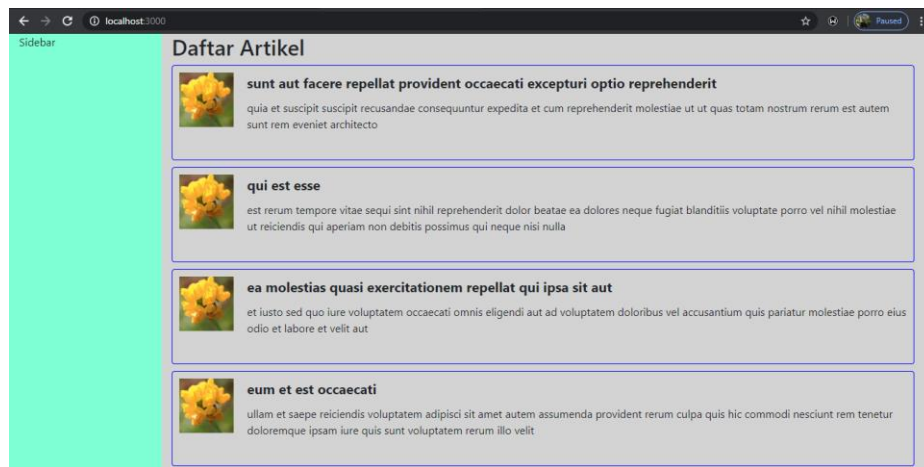 localhost:3000
Paused
Sidebar
Daftar Artikel
sunt aut facere repellat provident occaecati excepturi optio reprehenderit
quia et suscipit suscipit recusandae consequuntur expedita et cum reprehenderit molestiae ut ut quas totam nostrum rerum est autem
sunt rem eveniet architecto
qui est esse
est rerum tempore vitae sequi sint nihil reprehenderit dolor beatae ea dolores neque fugiat blanditiis voluptate porro vel nihil molestiae
ut reiciendis qui aperiam non debitis possimus qui neque nisi nulla
ea molestias quasi exercitationem repellat qui ipsa sit aut
et iusto sed quo iure voluptatem occaecati omnis eligendi aut ad voluptatem doloribus vel accusantium quis pariatur molestiae porro eius
odio et labore et velit aut
eum et est occaecati
ullam et saepe reiciendis voluptatem adipisci sit amet autem assumenda provident rerum culpa quis hic commodi nesciunt rem tenetur
doloremque ipsam iure quis sunt voluptatem rerum illo velit